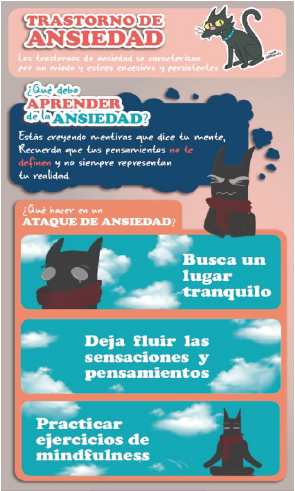 TRASTORNO DE
ANSIEDAD
Los trastornos de ansiedad se caracterizan
por un miedo y estres excesivos y persistentes
¿Qué debo
APRENDER
de la ANSIEDAD?
Estás creyendo mentiras que dice tu mente,
Recuerda que tus pensamientos no te
definen y no siempre representan
tu realidad.
¿Qué hacer en un
ATAQUE DE ANSIEDAD?
Busca un
lugar
tranquilo
Deja fluir las
sensaciones y
pensamientos
Practicar
ejercicios de
mindfulness